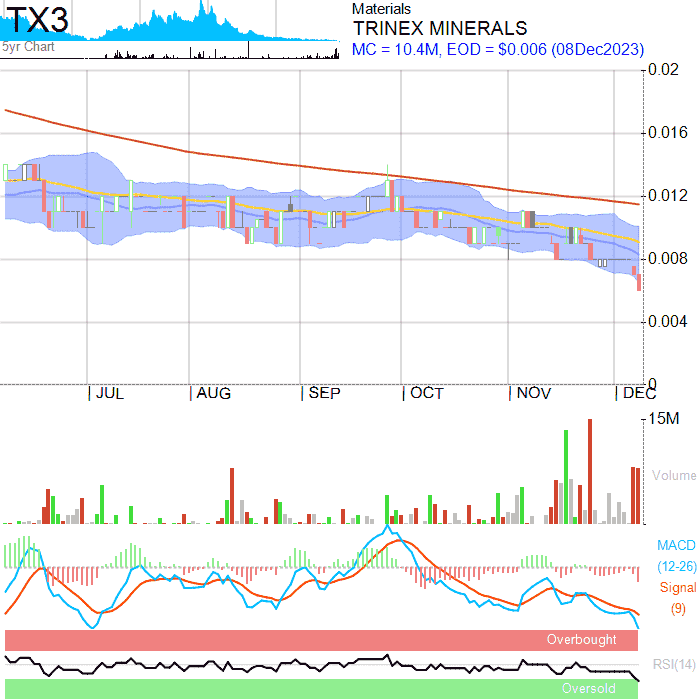 TX3
5yr Chart
Materials
TRINEX MINERALS
MC = 10.4M, EOD = $0.006 (08Dec2023)
0.02
0.016
0.012
0.008
0.004
0
JUL
AUG
SEP
OCT
NOV
DEC
15M
Volume
MACD
(12-26)
Signal
(9)
Overbought
RSI(14)
Oversold